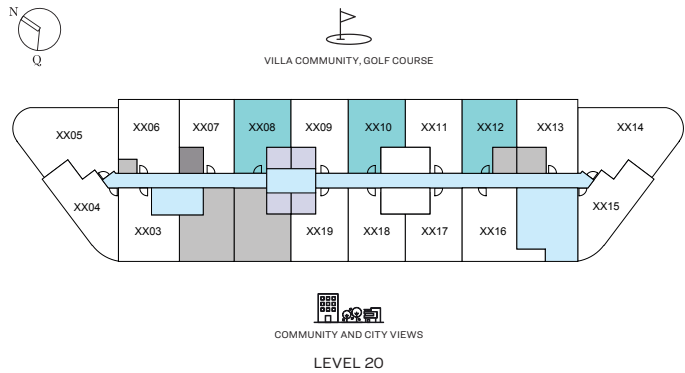 N
Q
VILLA COMMUNITY, GOLF COURSE
XX05
XX06
XX07
XX08
XX09
XX10
XX11
XX12
XX13
XX14
XX04
XX03
XX19
XX18
XX17
XX16
XX15
COMMUNITY AND CITY VIEWS
LEVEL 20